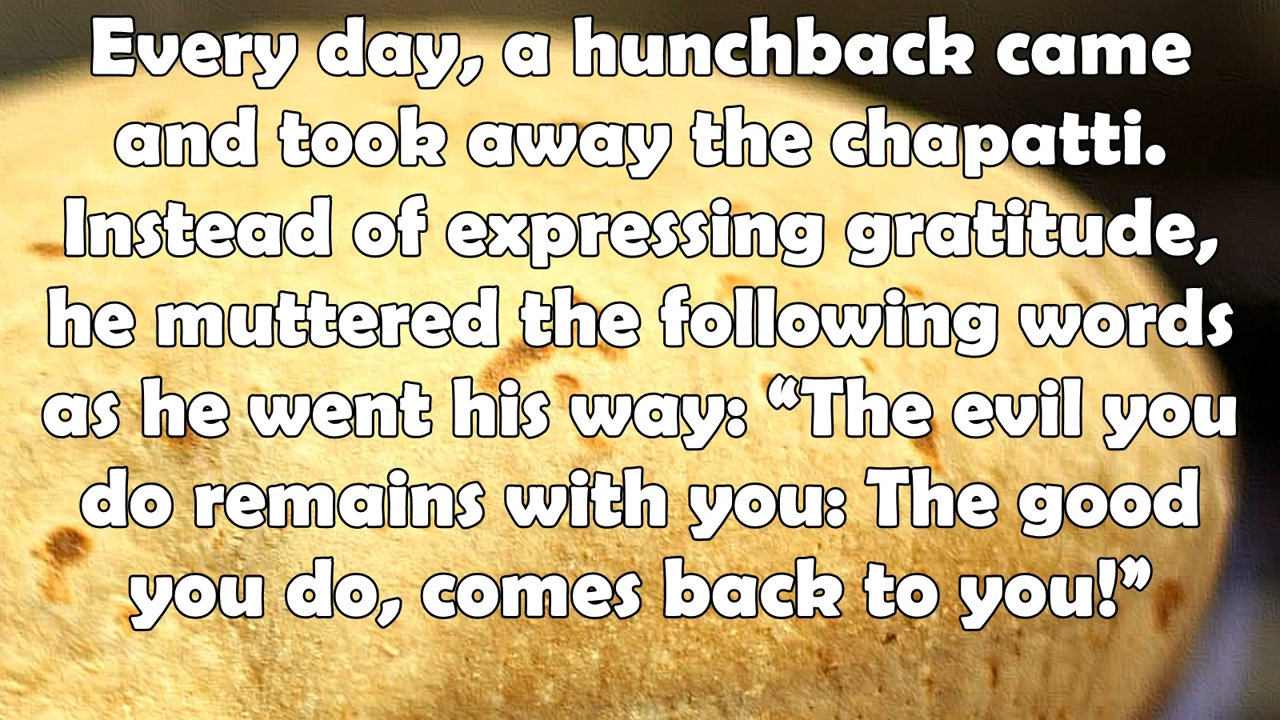 Every day, a hunchback came
and took away the chapatti.
Instead of expressing gratitude,
he muttered the following words
as he went his way: “The evil you
do remains with you: The good
you do, comes back to you!”